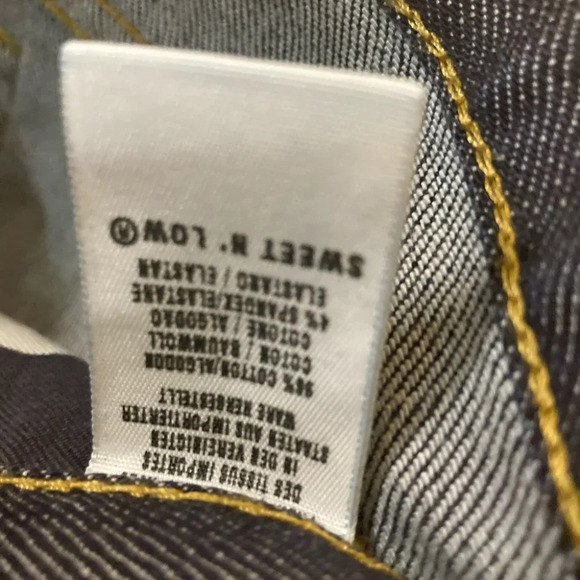 DES TISSUS IMPORTES
IN DEN VEREINIGTEN
STAATEN AUS IMPORTIERTER
WARE HERGESTELLT
96% COTTON/ALGODON
COTON / BAUMWOLL
COTONE / ALGODAO
4% SPANDEX/ELASTANE
ELASTANO / ELASTAN
SWEET N' LOW®